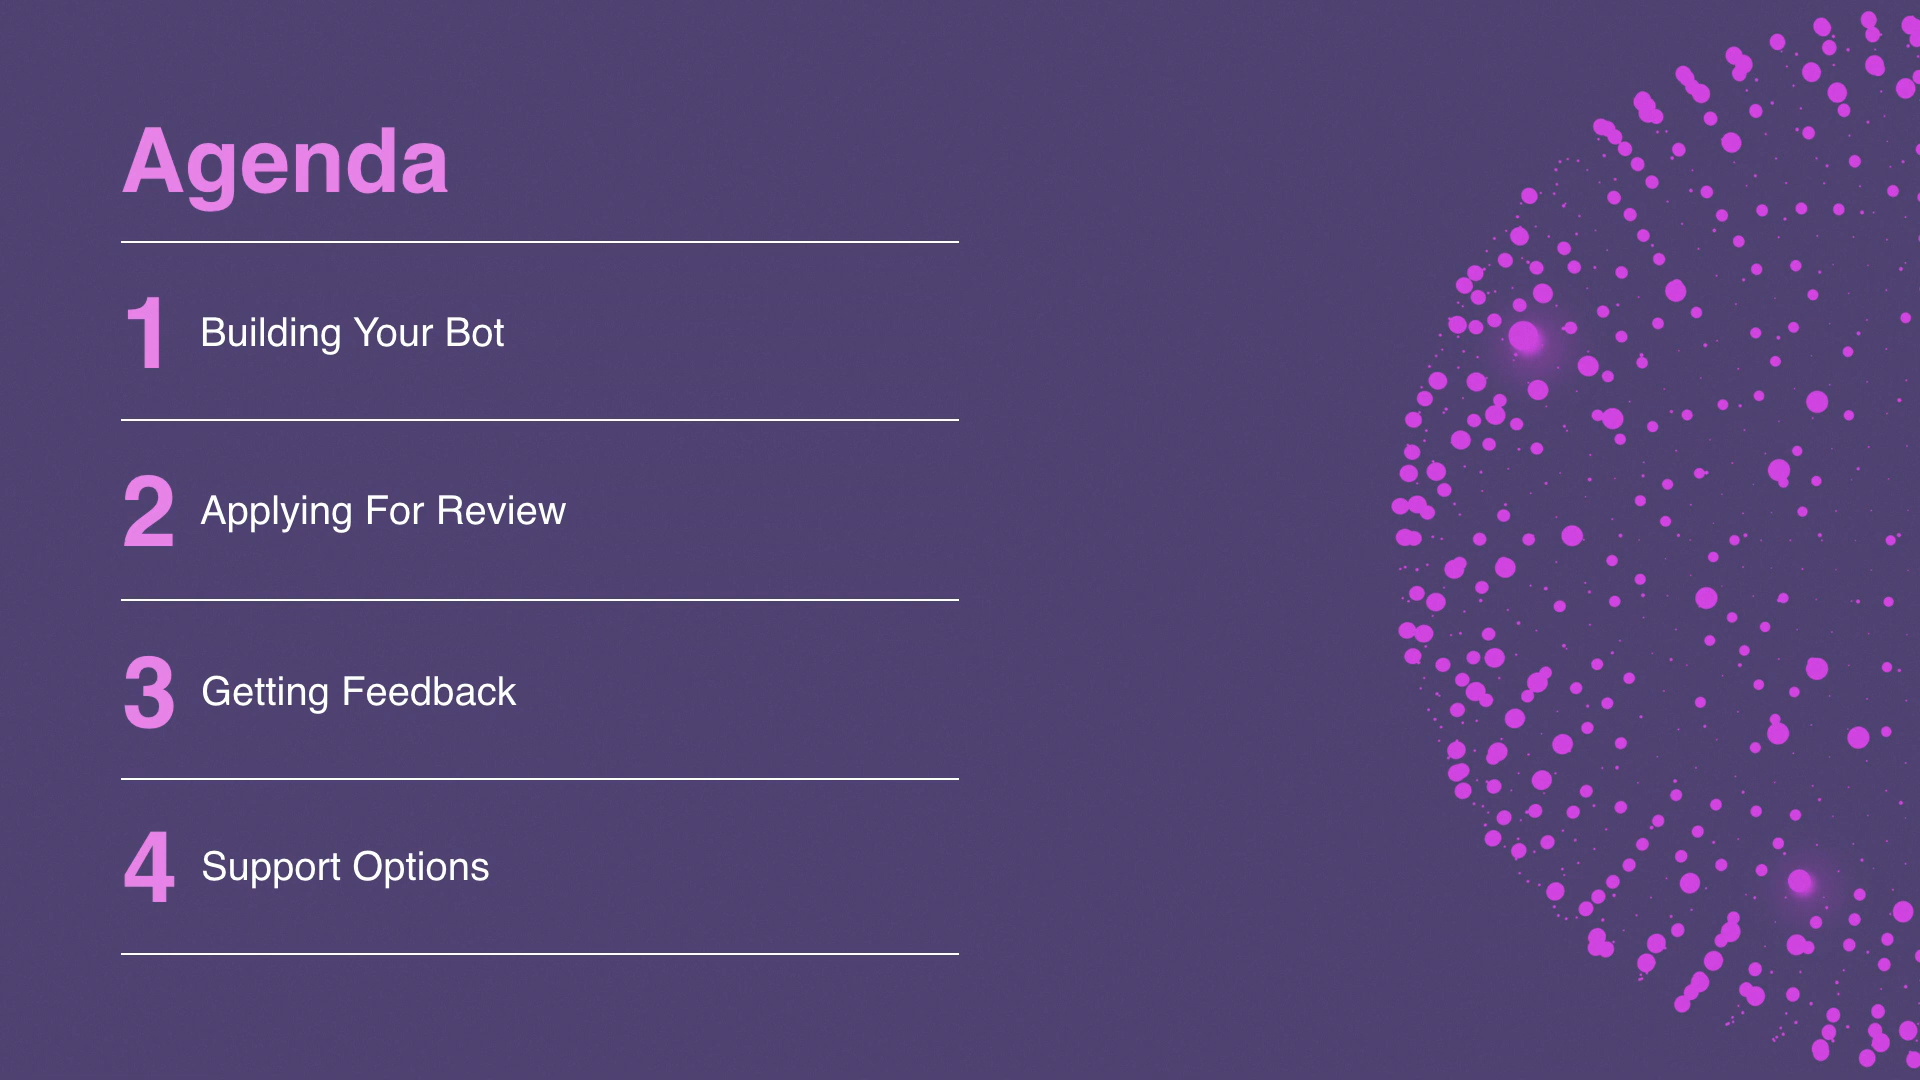 Agenda
1 Building Your Bot
2 Applying For Review
3 Getting Feedback
4 Support Options